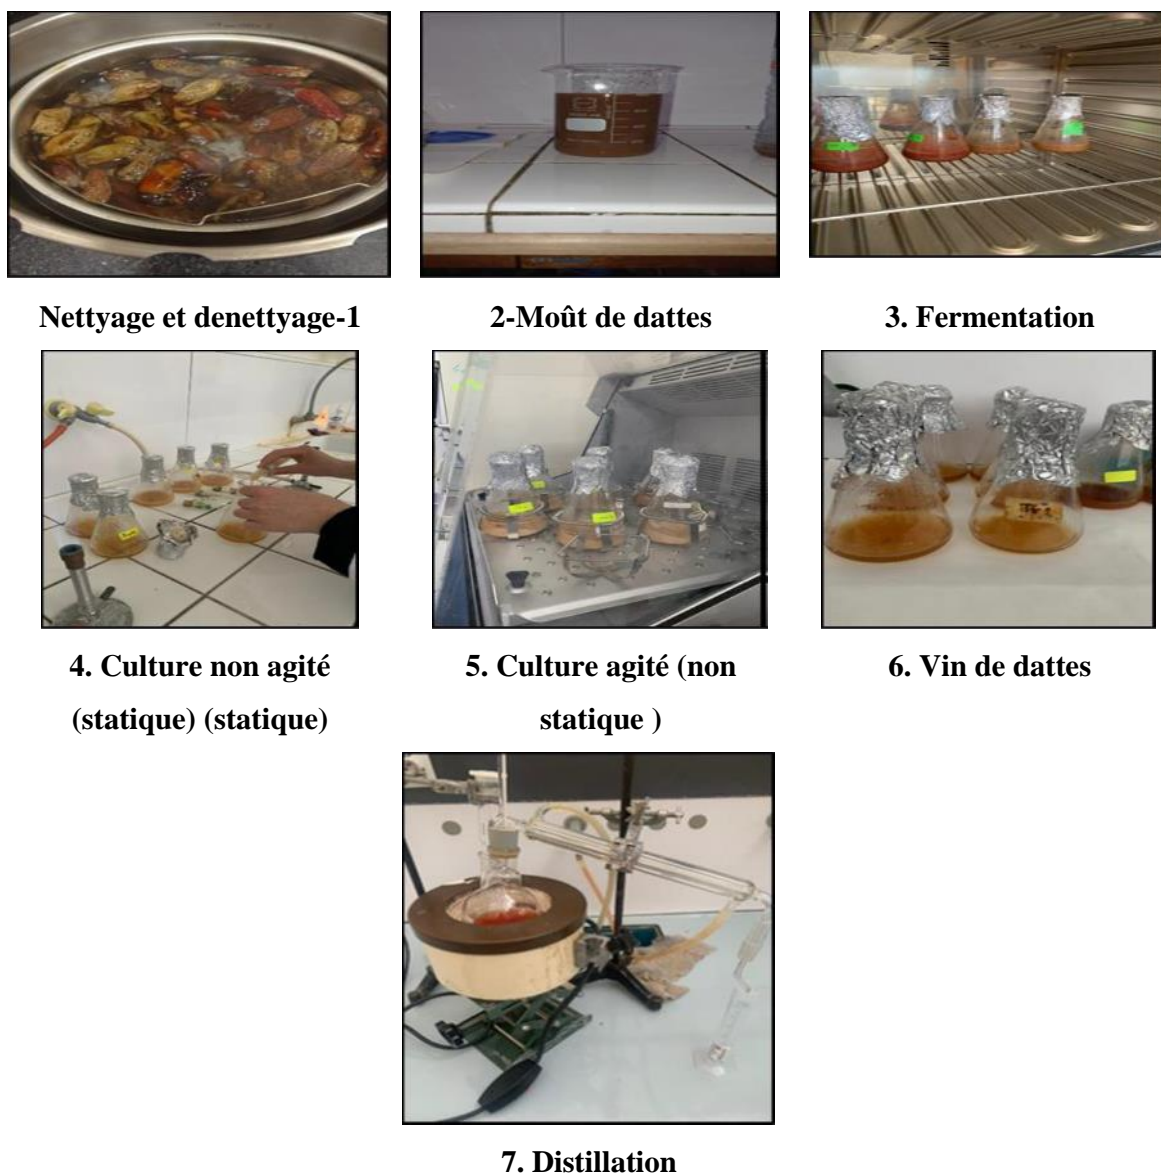 Nettyage et denettyage-1
2-Moût de dattes
3. Fermentation
4. Culture non agité
(statique) (statique)
5. Culture agité (non
statique )
6. Vin de dattes
7. Distillation